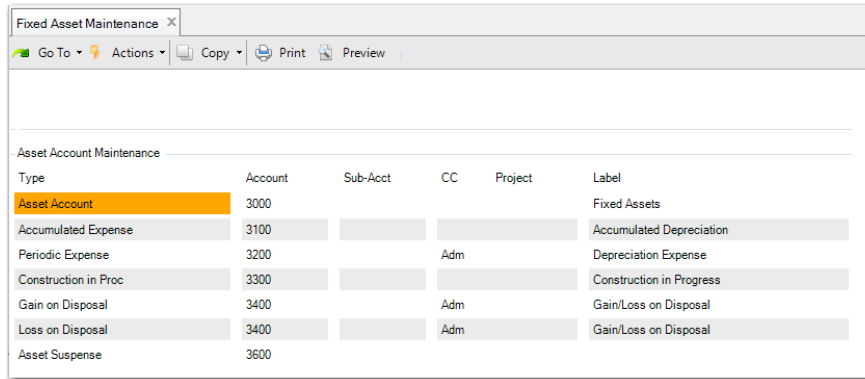 Fixed Asset Maintenance
Go To Actions Copy Print Preview
Asset Account Maintenance
Type Account Sub-Acct CC Project Label
Asset Account 3000 Fixed Assets
Accumulated Expense 3100 Accumulated Depreciation
Periodic Expense 3200 Adm Depreciation Expense
Construction in Proc 3300 Construction in Progress
Gain on Disposal 3400 Adm Gain/Loss on Disposal
Loss on Disposal 3400 Adm Gain/Loss on Disposal
Asset Suspense 3600